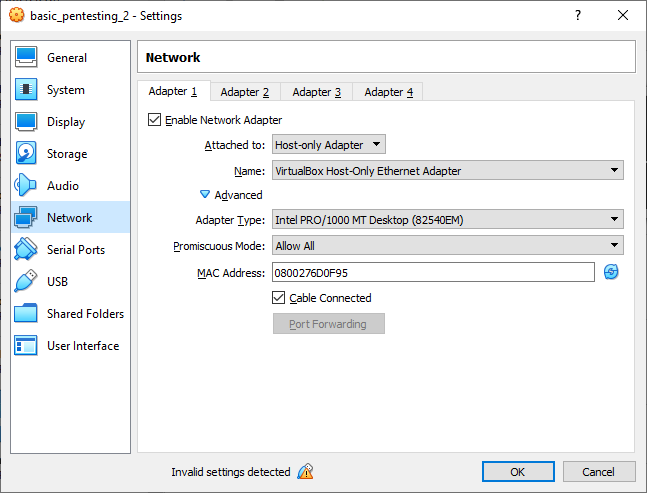 basic_pentesting_2 - Settings
?
General
System
Display
Storage
Audio
Network
Serial Ports
USB
Shared Folders
User Interface
Network
Adapter 1 Adapter 2 Adapter 3 Adapter 4
Enable Network Adapter
Attached to: Host-only Adapter
Name: VirtualBox Host-Only Ethernet Adapter
Advanced
Adapter Type: Intel PRO/1000 MT Desktop (82540EM)
Promiscuous Mode: Allow All
MAC Address: 0800276D0F95
Cable Connected
Port Forwarding
Invalid settings detected
OK Cancel